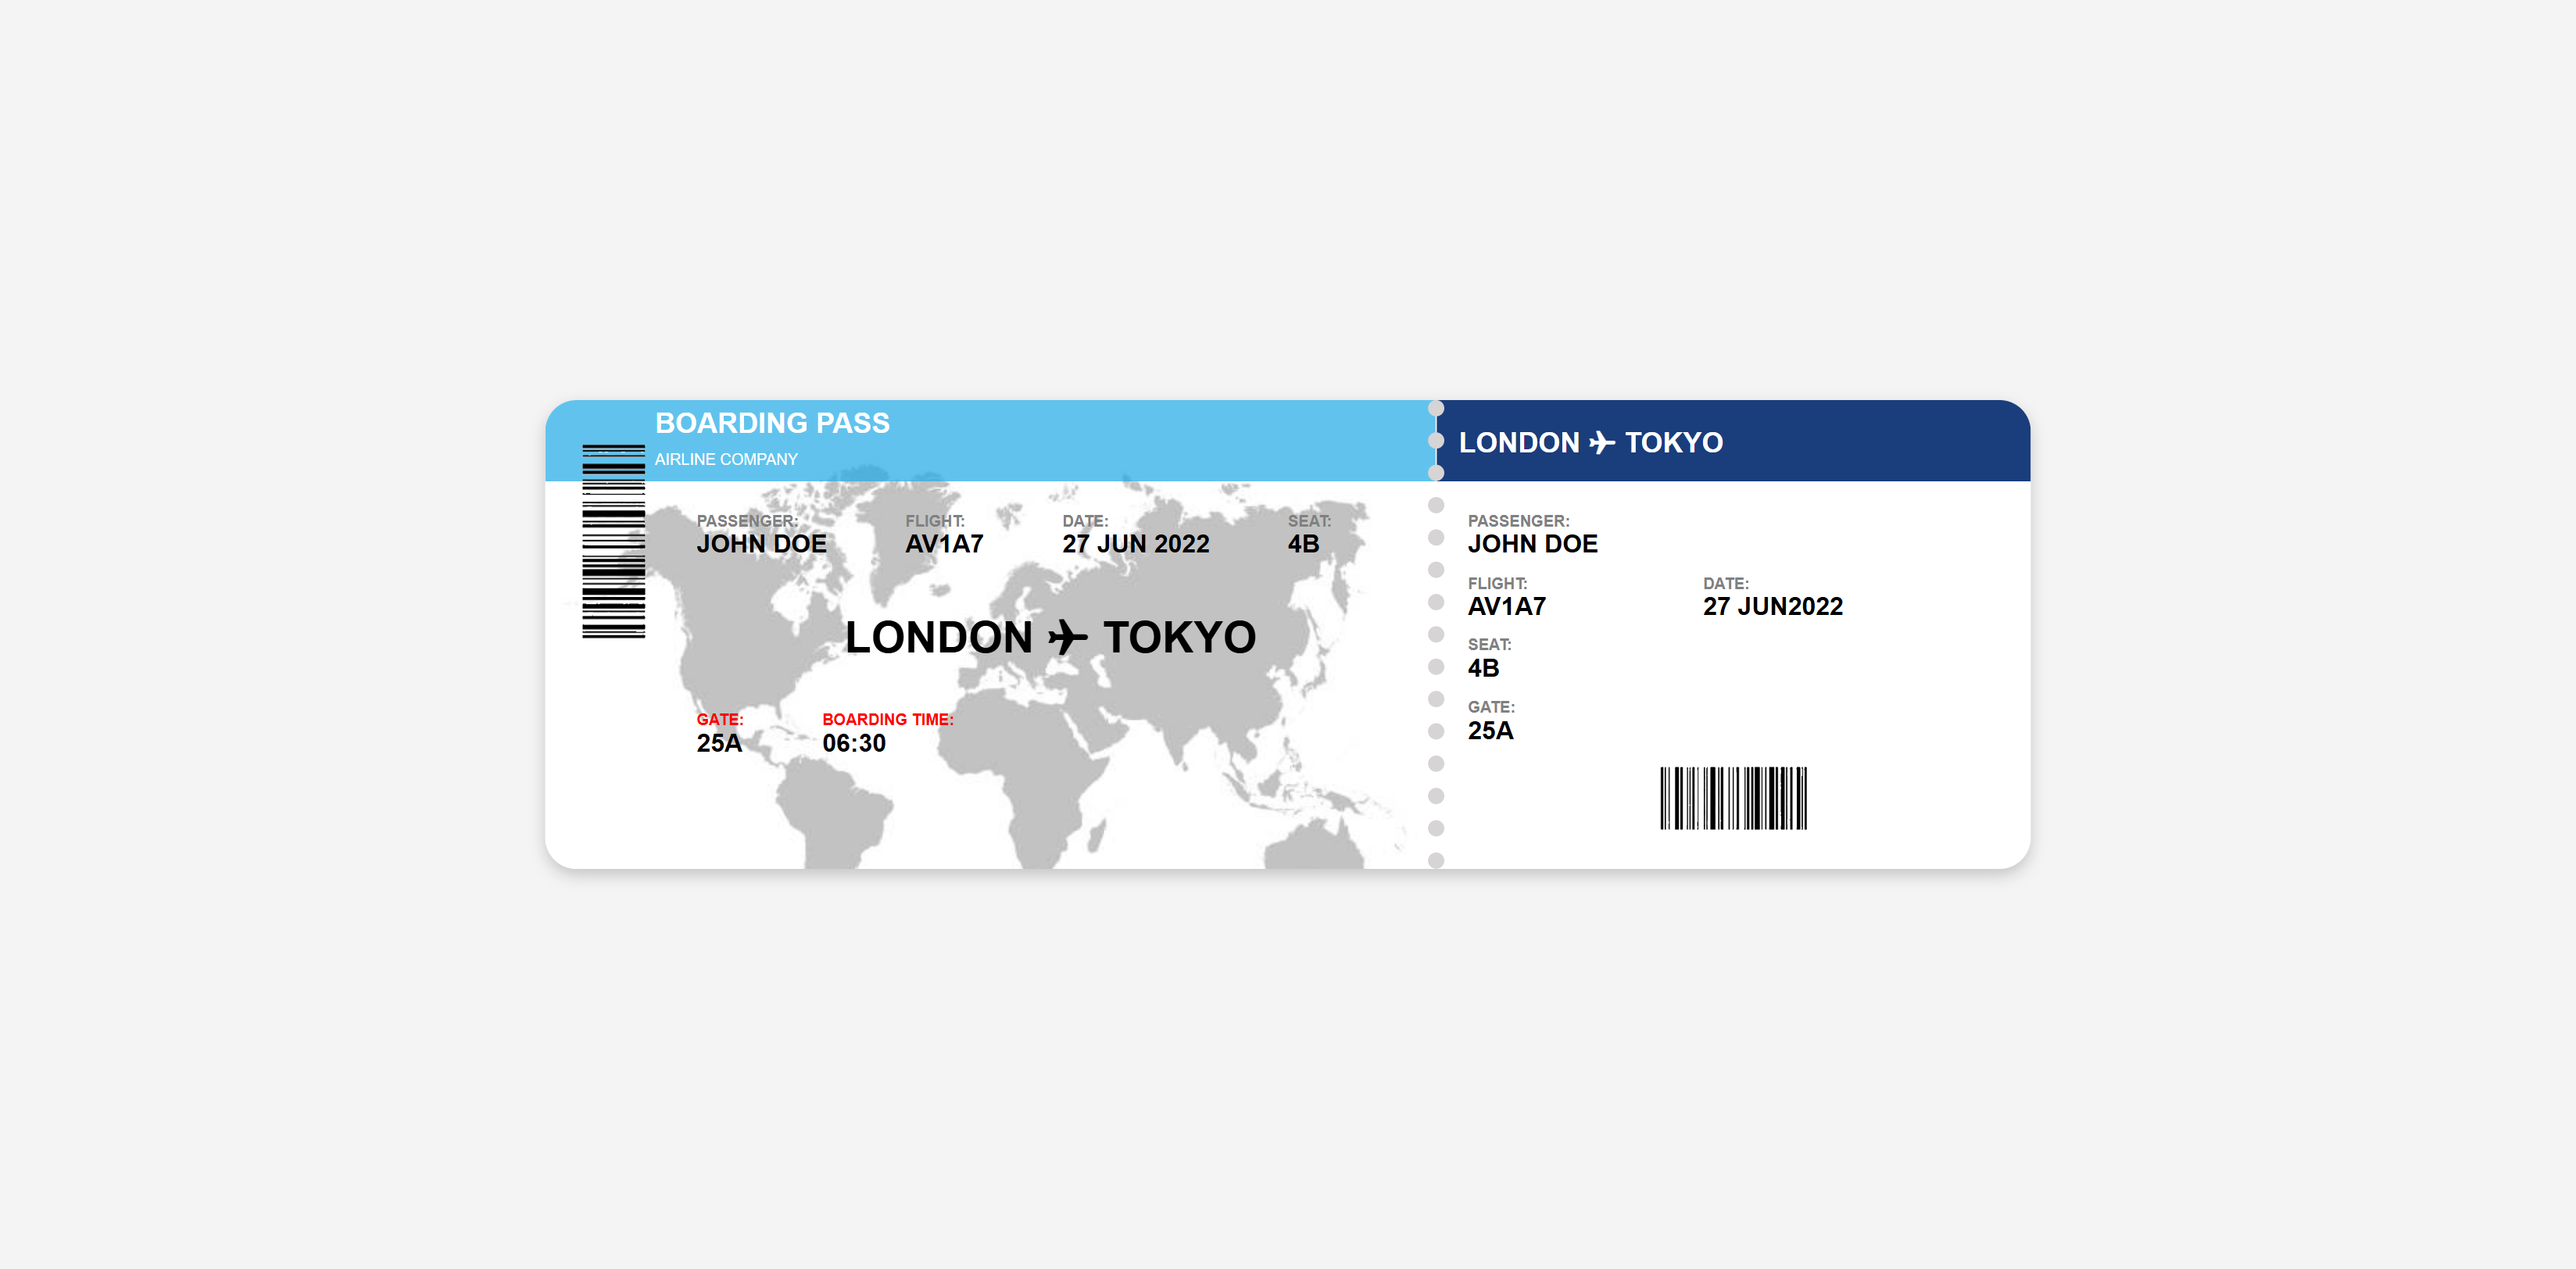 BOARDING PASS
AIRLINE COMPANY
PASSENGER: FLIGHT: DATE: SEAT:
JOHN DOE AV1A7 27 JUN 2022 4B
LONDON ✈ TOKYO
GATE: BOARDING TIME:
25A 06:30
LONDON ✈ TOKYO
PASSENGER:
JOHN DOE
FLIGHT: DATE:
AV1A7 27 JUN2022
SEAT:
4B
GATE:
25A